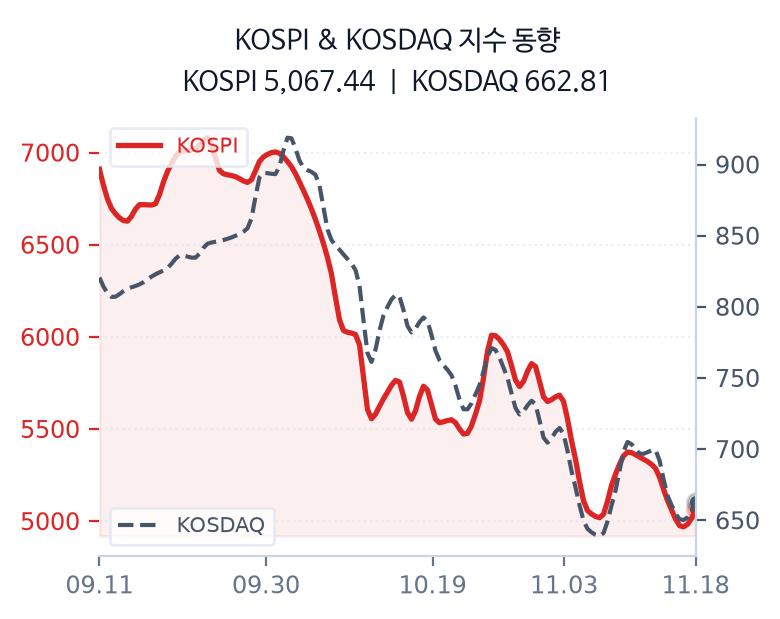 KOSPI & KOSDAQ 지수 동향
KOSPI 5,067.44 | KOSDAQ 662.81
KOSPI
7000
6500
6000
5500
5000
900
850
800
750
700
650
KOSDAQ
09.11 09.30 10.19 11.03 11.18